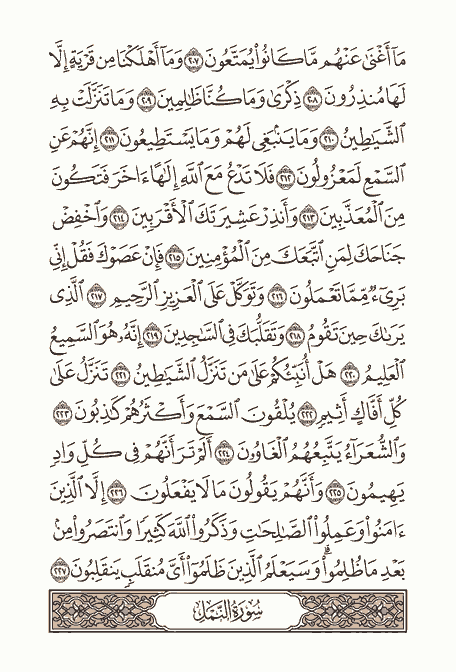 مَآ أَغْنَىٰ عَنْهُم مَّا كَانُوا۟ يُمَتَّعُونَ ٢٠٧ وَمَآ أَهْلَكْنَا مِن قَرْيَةٍ إِلَّا
لَهَا مُنذِرُونَ ٢٠٨ ذِكْرَىٰ وَمَا كُنَّا ظَـٰلِمِينَ ٢٠٩ وَمَا تَنَزَّلَتْ بِهِ
ٱلشَّيَـٰطِينُ ٢١٠ وَمَا يَنۢبَغِى لَهُمْ وَمَا يَسْتَطِيعُونَ ٢١١ إِنَّهُمْ عَنِ
ٱلسَّمْعِ لَمَعْزُولُونَ ٢١٢ فَلَا تَدْعُ مَعَ ٱللَّهِ إِلَـٰهًا ءَاخَرَ فَتَكُونَ
مِنَ ٱلْمُعَذَّبِينَ ٢١٣ وَأَنذِرْ عَشِيرَتَكَ ٱلْأَقْرَبِينَ ٢١٤ وَٱخْفِضْ
جَنَاحَكَ لِمَنِ ٱتَّبَعَكَ مِنَ ٱلْمُؤْمِنِينَ ٢١٥ فَإِنْ عَصَوْكَ فَقُلْ إِنِّى
بَرِىٓءٌ مِّمَّا تَعْمَلُونَ ٢١٦ وَتَوَكَّلْ عَلَى ٱلْعَزِيزِ ٱلرَّحِيمِ ٢١٧ ٱلَّذِى
يَرَىٰكَ حِينَ تَقُومُ ٢١٨ وَتَقَلُّبَكَ فِى ٱلسَّـٰجِدِينَ ٢١٩ إِنَّهُۥ هُوَ ٱلسَّمِيعُ
ٱلْعَلِيمُ ٢٢٠ هَلْ أُنَبِّئُكُمْ عَلَىٰ مَن تَنَزَّلُ ٱلشَّيَـٰطِينُ ٢٢١ تَنَزَّلُ عَلَىٰ
كُلِّ أَفَّاكٍ أَثِيمٍ ٢٢٢ يُلْقُونَ ٱلسَّمْعَ وَأَكْثَرُهُمْ كَـٰذِبُونَ ٢٢٣
وَٱلشُّعَرَآءُ يَتَّبِعُهُمُ ٱلْغَاوُۥنَ ٢٢٤ أَلَمْ تَرَ أَنَّهُمْ فِى كُلِّ وَادٍ
يَهِيمُونَ ٢٢٥ وَأَنَّهُمْ يَقُولُونَ مَا لَا يَفْعَلُونَ ٢٢٦ إِلَّا ٱلَّذِينَ
ءَامَنُوا۟ وَعَمِلُوا۟ ٱلصَّـٰلِحَـٰتِ وَذَكَرُوا۟ ٱللَّهَ كَثِيرًا وَٱنتَصَرُوا۟ مِنۢ
بَعْدِ مَا ظُلِمُوا۟ ۗ وَسَيَعْلَمُ ٱلَّذِينَ ظَلَمُوٓا۟ أَىَّ مُنقَلَبٍ يَنقَلِبُونَ ٢٢٧
سُورَةُ النَّمْلِ